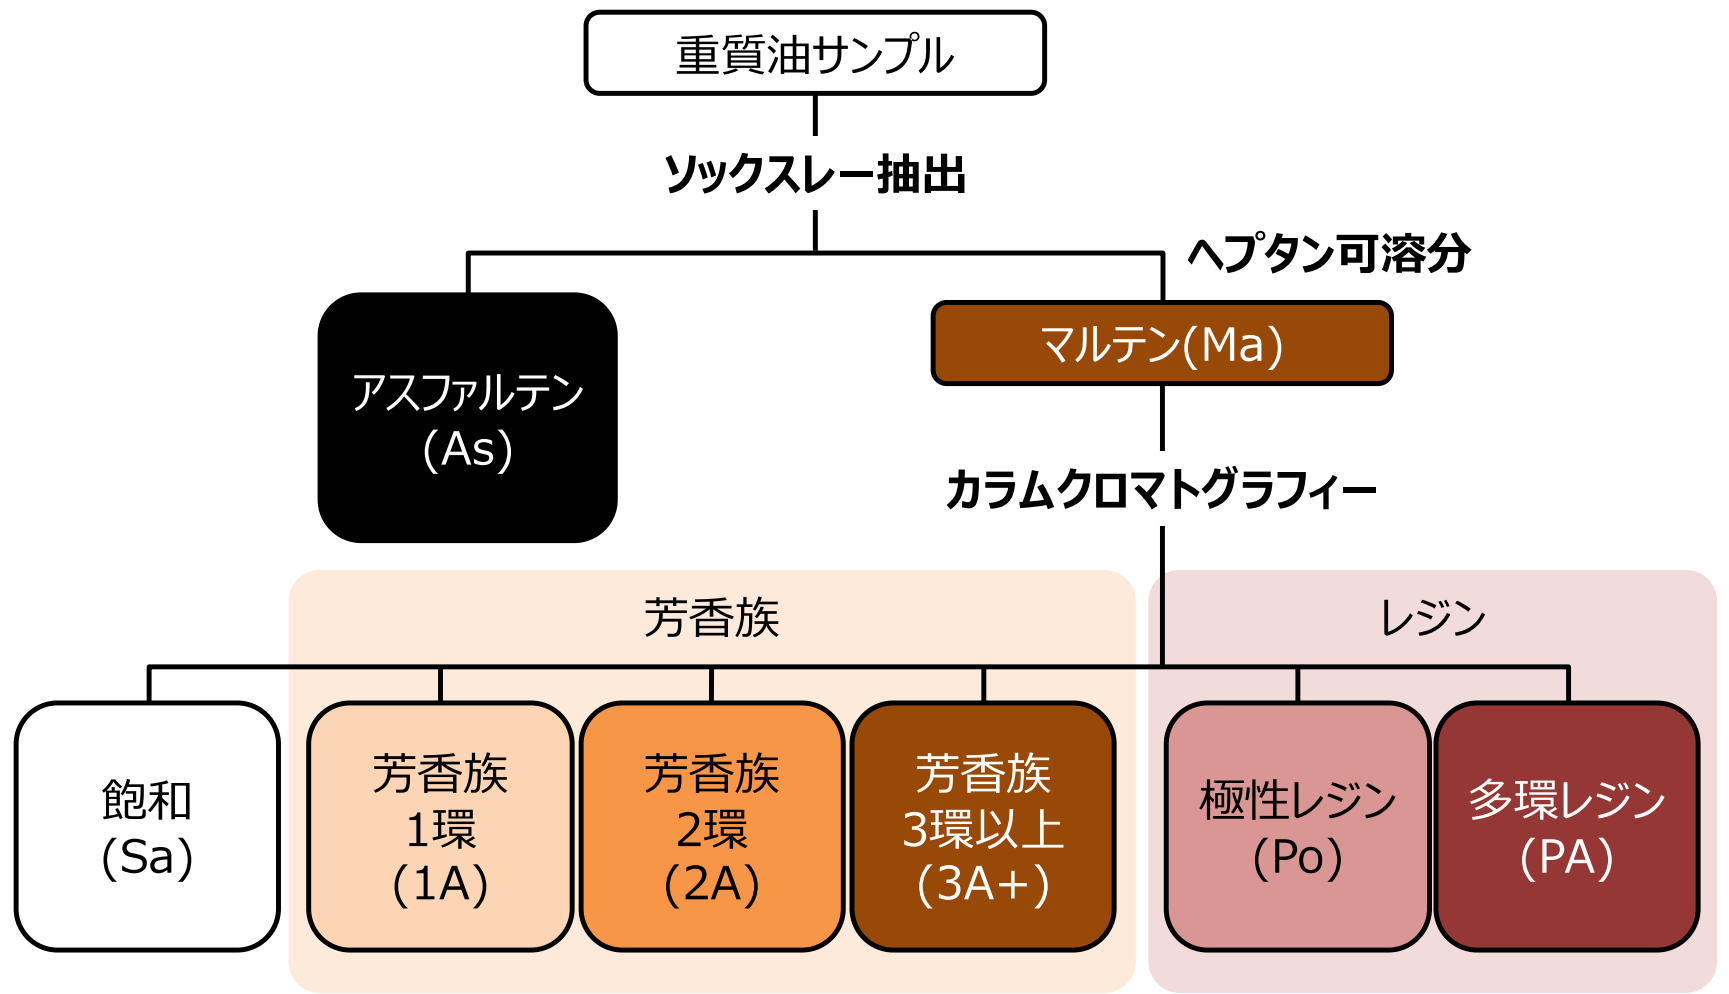 重質油サンプル
ソックスレー抽出
ヘプタン可溶分
マルテン(Ma)
アスファルテン
(As)
カラムクロマトグラフィー
芳香族
レジン
飽和
(Sa)
芳香族
1環
(1A)
芳香族
2環
(2A)
芳香族
3環以上
(3A+)
極性レジン
(Po)
多環レジン
(PA)